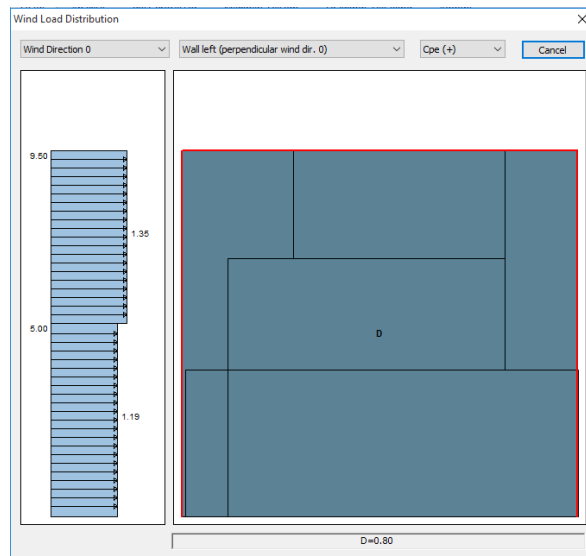 Wind Load Distribution
Wind Direction 0
Wall left (perpendicular wind dir. 0)
Cpe (+)
Cancel
9.50
1.35
5.00
D
1.19
D=0.80